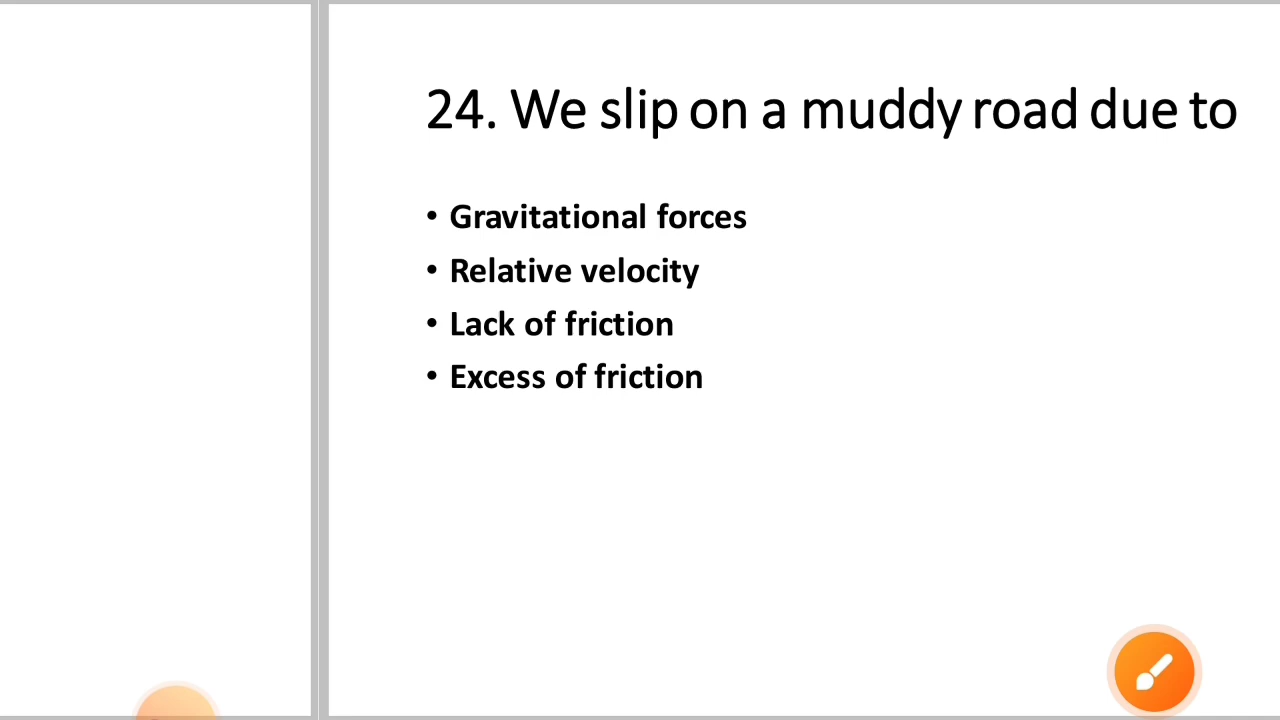 24. We slip on a muddy road due to
• Gravitational forces
• Relative velocity
• Lack of friction
• Excess of friction